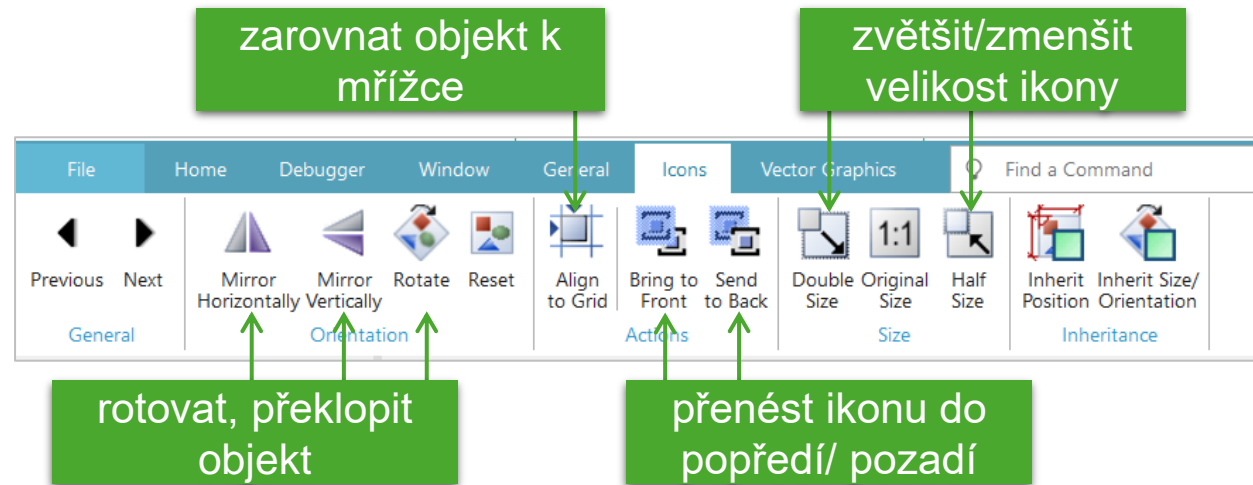 zarovnat objekt k
mřížce
zvětšit/zmenšit
velikost ikony
File Home Debugger Window General Icons Vector Graphics Find a Command
1:1
Previous Next Mirror Mirror Rotate Reset Align Bring to Send Double Original Half Inherit Inherit Size/
Horizontally Vertically to Grid Front to Back Size Size Size Position Orientation
General Orientation Actions Size Inheritance
rotovat, překlopit
objekt
přenést ikonu do
popředí/ pozadí